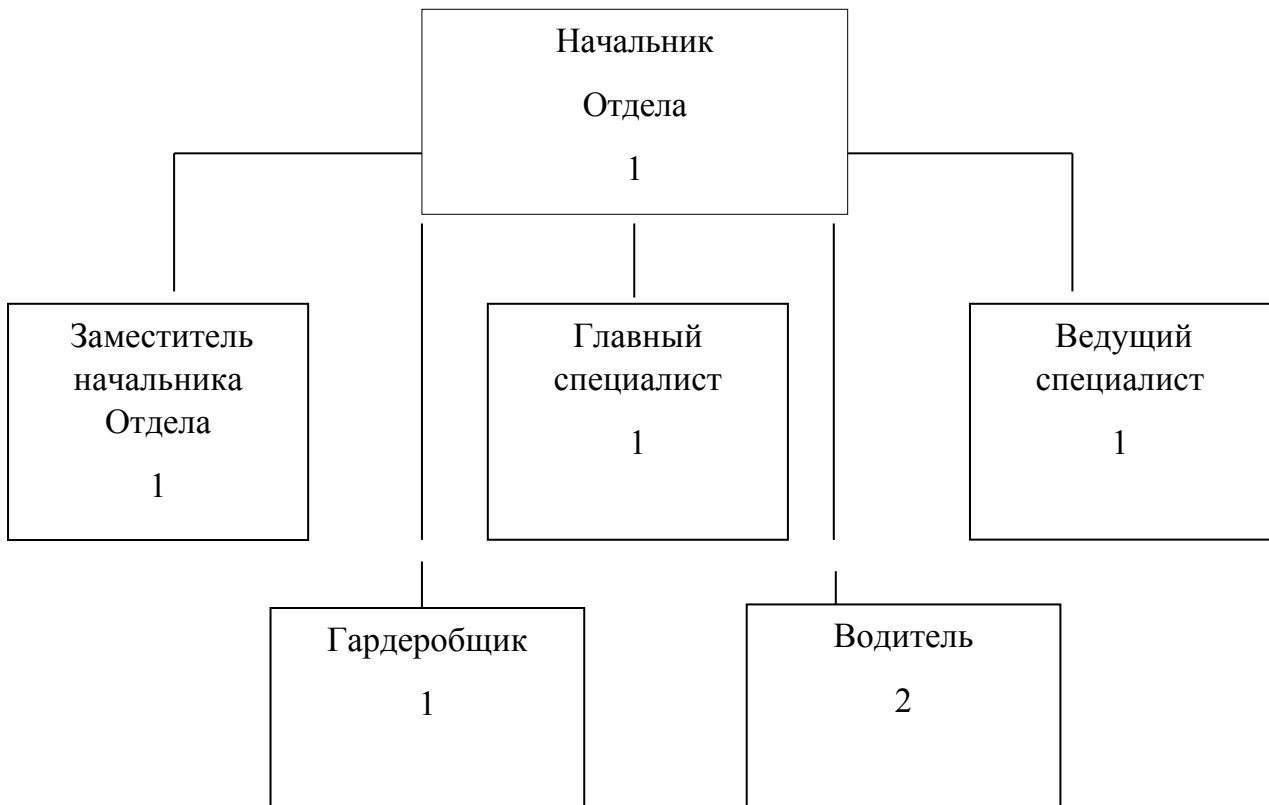 Начальник
Отдела
1
Заместитель
начальника
Отдела
1
Главный
специалист
1
Ведущий
специалист
1
Гардеробщик
1
Водитель
2